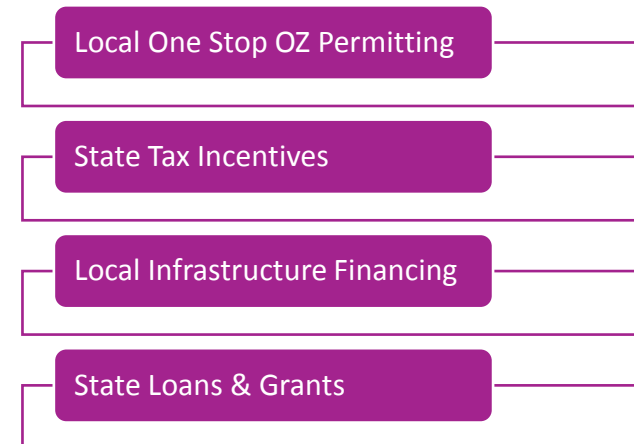 Local One Stop OZ Permitting
State Tax Incentives
Local Infrastructure Financing
State Loans & Grants